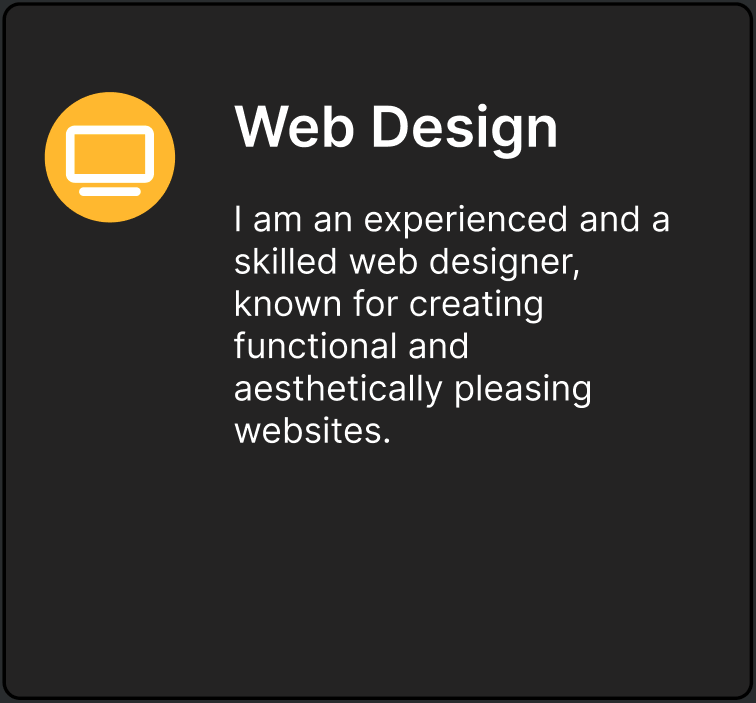 Web Design
I am an experienced and a
skilled web designer,
known for creating
functional and
aesthetically pleasing
websites.